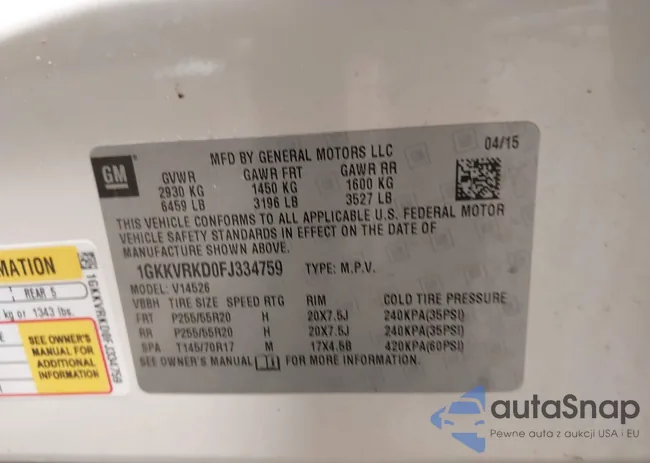 MFD BY GENERAL MOTORS LLC
04/15
GM
GVWR GAWR FRT GAWR RR
2930 KG 1450 KG 1600 KG
6459 LB 3196 LB 3527 LB
THIS VEHICLE CONFORMS TO ALL APPLICABLE U.S. FEDERAL MOTOR
VEHICLE SAFETY STANDARDS IN EFFECT ON THE DATE OF
MANUFACTURE SHOWN ABOVE.
1GKKVRKD0FJ334759 TYPE: M.P.V.
MODEL: V14526
VBBH TIRE SIZE SPEED RTG RIM COLD TIRE PRESSURE
FRT P255/55R20 H 20X7.5J 240KPA(35PSI)
RR P255/55R20 H 20X7.5J 240KPA(35PSI)
SPA T145/70R17 M 17X4.5B 420KPA(60PSI)
SEE OWNER'S MANUAL FOR MORE INFORMATION.
MATION
REAR 5
kg or 1343 lbs.
SEE OWNER'S
MANUAL FOR
ADDITIONAL
INFORMATION
1GKKVRKD0FJ334759
autaSnap
Pewne auta z aukcji USA i EU